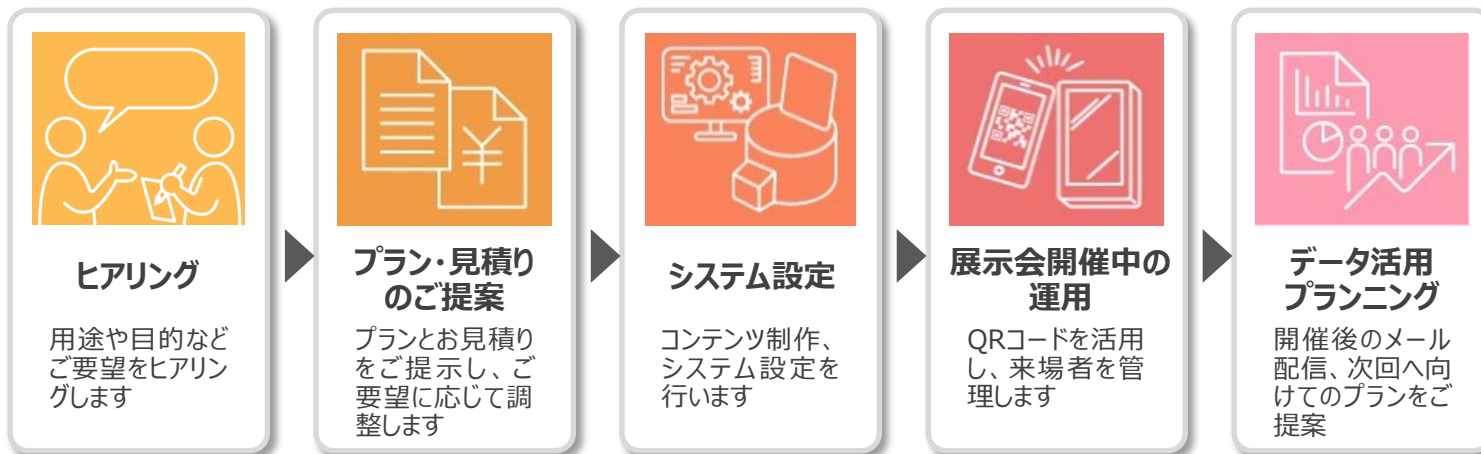 ヒアリング
用途や目的など
ご要望をヒアリン
グします
プラン・見積り
のご提案
プランとお見積り
をご提示し、ご
要望に応じて調
整します
システム設定
コンテンツ制作、
システム設定を
行います
展示会開催中の
運用
QRコードを活用
し、来場者を管
理します
データ活用
プランニング
開催後のメール
配信、次回へ向
けてのプランをご
提案